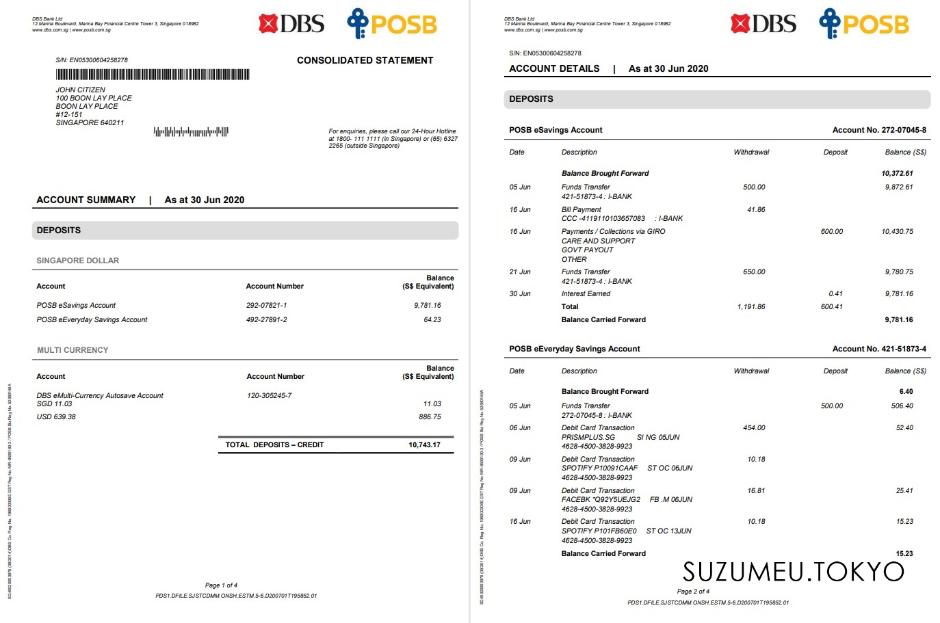 DBS Bank Ltd
12 Marina Boulevard, Marina Bay Financial Centre Tower 3, Singapore 018982
www.dbs.com.sg | www.posb.com.sg
DBS POSB
S/N: EN05300604258278
CONSOLIDATED STATEMENT
JOHN CITIZEN
100 BOON LAY PLACE
BOON LAY PLACE
#12-151
SINGAPORE 640211
For enquiries, please call our 24-Hour Hotline
at 1800- 111 1111 (in Singapore) or (65) 6327
2265 (outside Singapore)
ACCOUNT SUMMARY | As at 30 Jun 2020
DEPOSITS
SINGAPORE DOLLAR
Account Account Number Balance (S$ Equivalent)
POSB eSavings Account 292-07821-1 9,781.16
POSB eEveryday Savings Account 492-27891-2 64.23
MULTI CURRENCY
Account Account Number Balance (S$ Equivalent)
DBS eMulti-Currency Autosave Account 120-305245-7
SGD 11.03 11.03
USD 639.38 886.75
TOTAL DEPOSITS – CREDIT 10,743.17
Page 1 of 4
PDS1.DFILE.SJSTCDMM.ONSH.ESTM.5-6.D200701T195852.01
DBS Bank Ltd
12 Marina Boulevard, Marina Bay Financial Centre Tower 3, Singapore 018982
www.dbs.com.sg | www.posb.com.sg
DBS POSB
S/N: EN05300604258278
ACCOUNT DETAILS | As at 30 Jun 2020
DEPOSITS
POSB eSavings Account Account No. 272-07045-8
Date Description Withdrawal Deposit Balance (S$)
Balance Brought Forward 10,372.61
05 Jun Funds Transfer 500.00 9,872.61
421-51873-4 : I-BANK
16 Jun Bill Payment 41.86
CCC -4119110103657083 : I-BANK
16 Jun Payments / Collections via GIRO 600.00 10,430.75
CARE AND SUPPORT
GOVT PAYOUT
OTHER
21 Jun Funds Transfer 650.00 9,780.75
421-51873-4 : I-BANK
30 Jun Interest Earned 0.41 9,781.16
Total 1,191.86 600.41
Balance Carried Forward 9,781.16
POSB eEveryday Savings Account Account No. 421-51873-4
Date Description Withdrawal Deposit Balance (S$)
Balance Brought Forward 6.40
05 Jun Funds Transfer 500.00 506.40
272-07045-8 : I-BANK
06 Jun Debit Card Transaction 454.00 52.40
PRISMPLUS.SG SI NG 05JUN
4628-4500-3828-9923
09 Jun Debit Card Transaction 10.18
SPOTIFY P10091CAAF ST OC 06JUN
4628-4500-3828-9923
09 Jun Debit Card Transaction 16.81 25.41
FACEBK *Q92Y5UEJG2 FB .M 06JUN
4628-4500-3828-9923
16 Jun Debit Card Transaction 10.18 15.23
SPOTIFY P101FB60E0 ST OC 13JUN
4628-4500-3828-9923
Balance Carried Forward 15.23
SUZUMEU.TOKYO
Page 2 of 4
PDS1.DFILE.SJSTCDMM.ONSH.ESTM.5-6.D200701T195852.01